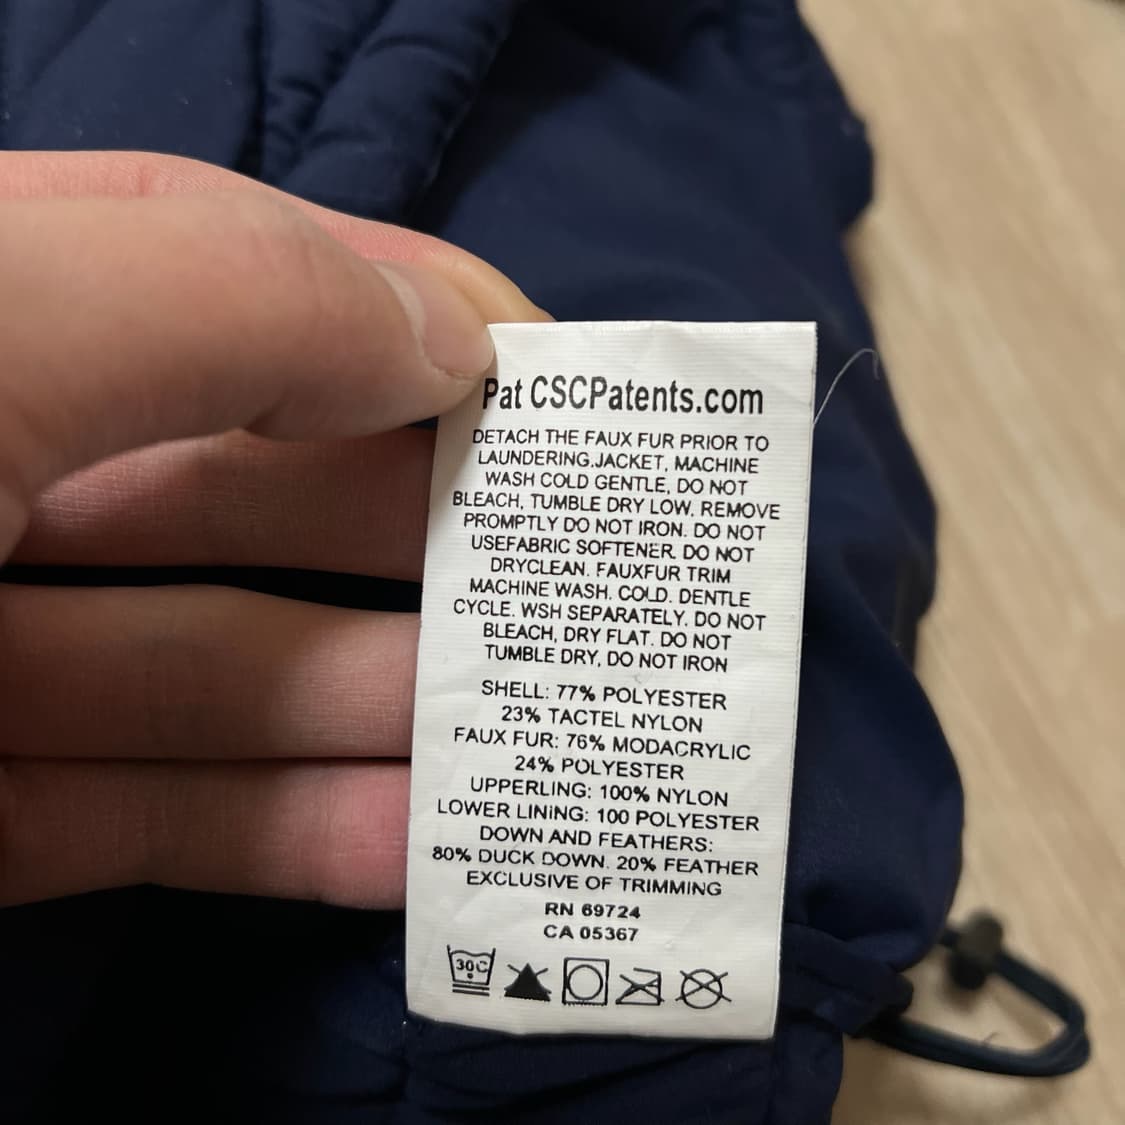 Pat CSCPatents.com
DETACH THE FAUX FUR PRIOR TO
LAUNDERING.JACKET, MACHINE
WASH COLD GENTLE, DO NOT
BLEACH, TUMBLE DRY LOW, REMOVE
PROMPTLY DO NOT IRON. DO NOT
USEFABRIC SOFTENER. DO NOT
DRYCLEAN. FAUXFUR TRIM
MACHINE WASH. COLD. DENTLE
CYCLE. WSH SEPARATELY. DO NOT
BLEACH, DRY FLAT. DO NOT
TUMBLE DRY, DO NOT IRON
SHELL: 77% POLYESTER
23% TACTEL NYLON
FAUX FUR: 76% MODACRYLIC
24% POLYESTER
UPPERLING: 100% NYLON
LOWER LINING: 100 POLYESTER
DOWN AND FEATHERS:
80% DUCK DOWN. 20% FEATHER
EXCLUSIVE OF TRIMMING
RN 69724
CA 05367
30C